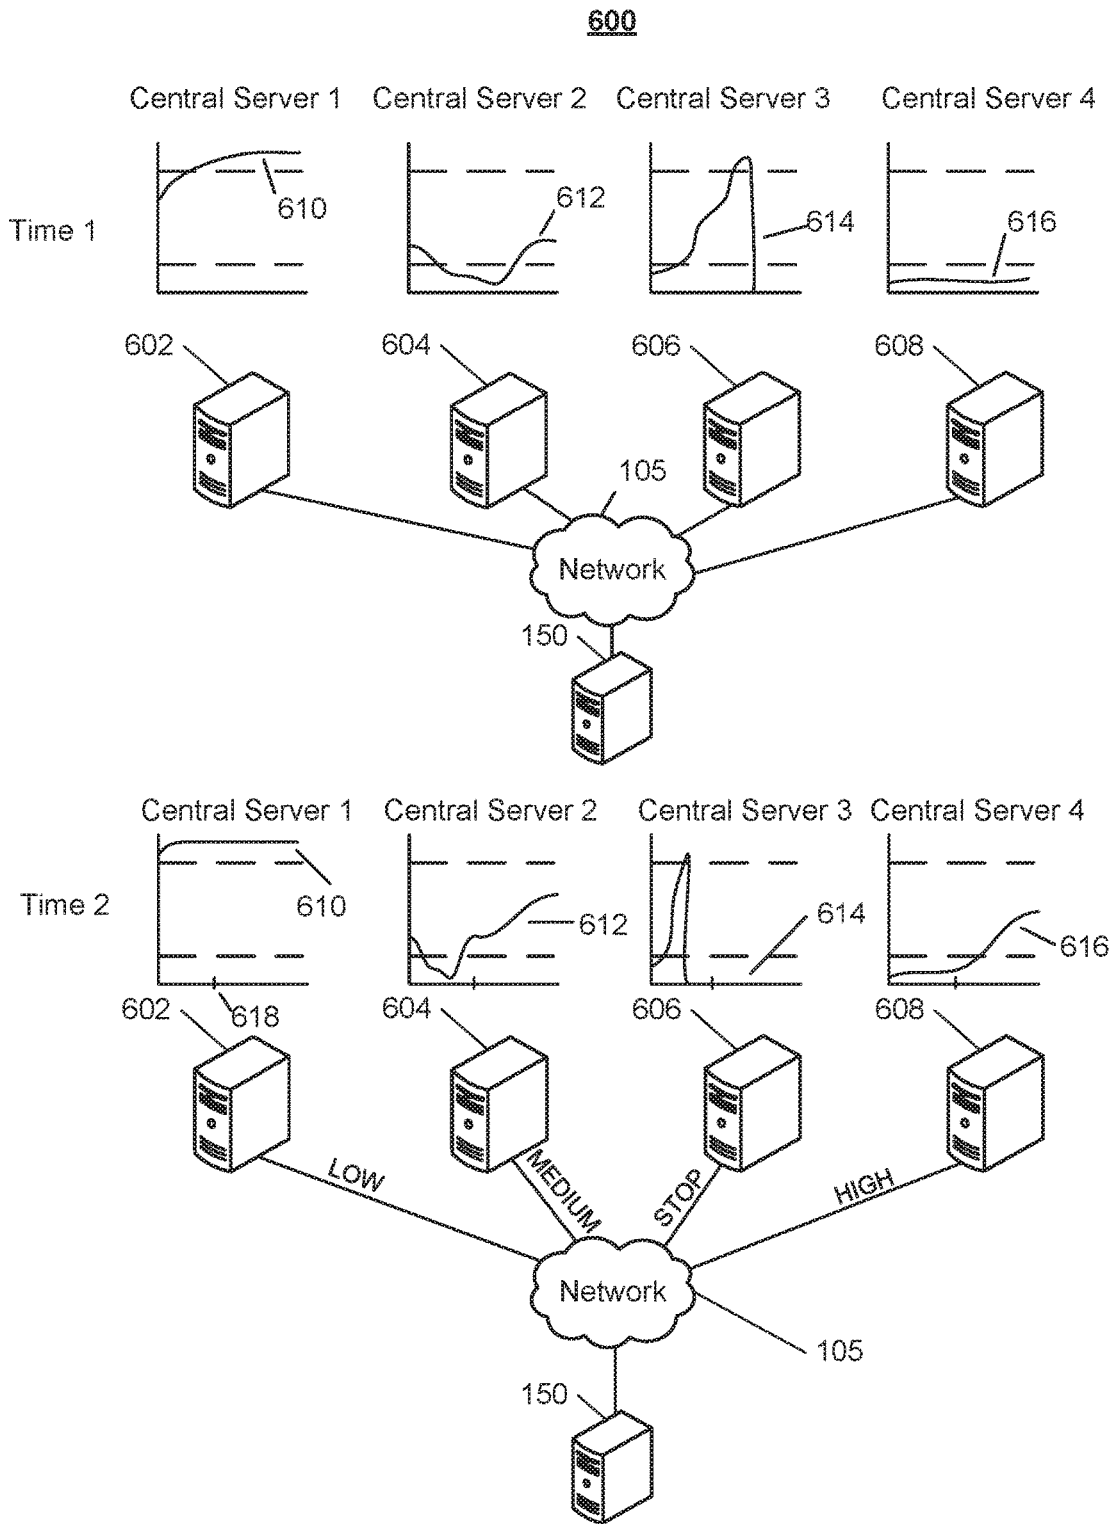 600
Central Server 1 Central Server 2 Central Server 3 Central Server 4
Time 1
610
612
614
616
602
604
606
608
105
Network
150
Central Server 1 Central Server 2 Central Server 3 Central Server 4
Time 2
610
612
614
616
618
602
604
606
608
LOW
MEDIUM
STOP
HIGH
Network
105
150